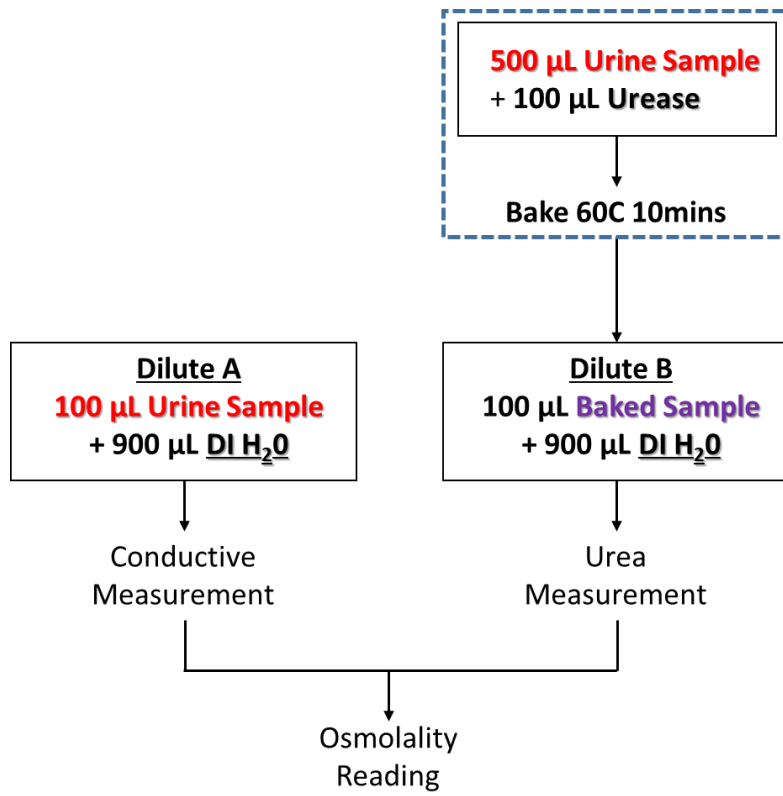 500 µL Urine Sample
+ 100 µL Urease
Bake 60C 10mins
Dilute A
100 µL Urine Sample
+ 900 µL DI H₂0
Dilute B
100 µL Baked Sample
+ 900 µL DI H₂0
Conductive
Measurement
Urea
Measurement
Osmolality
Reading